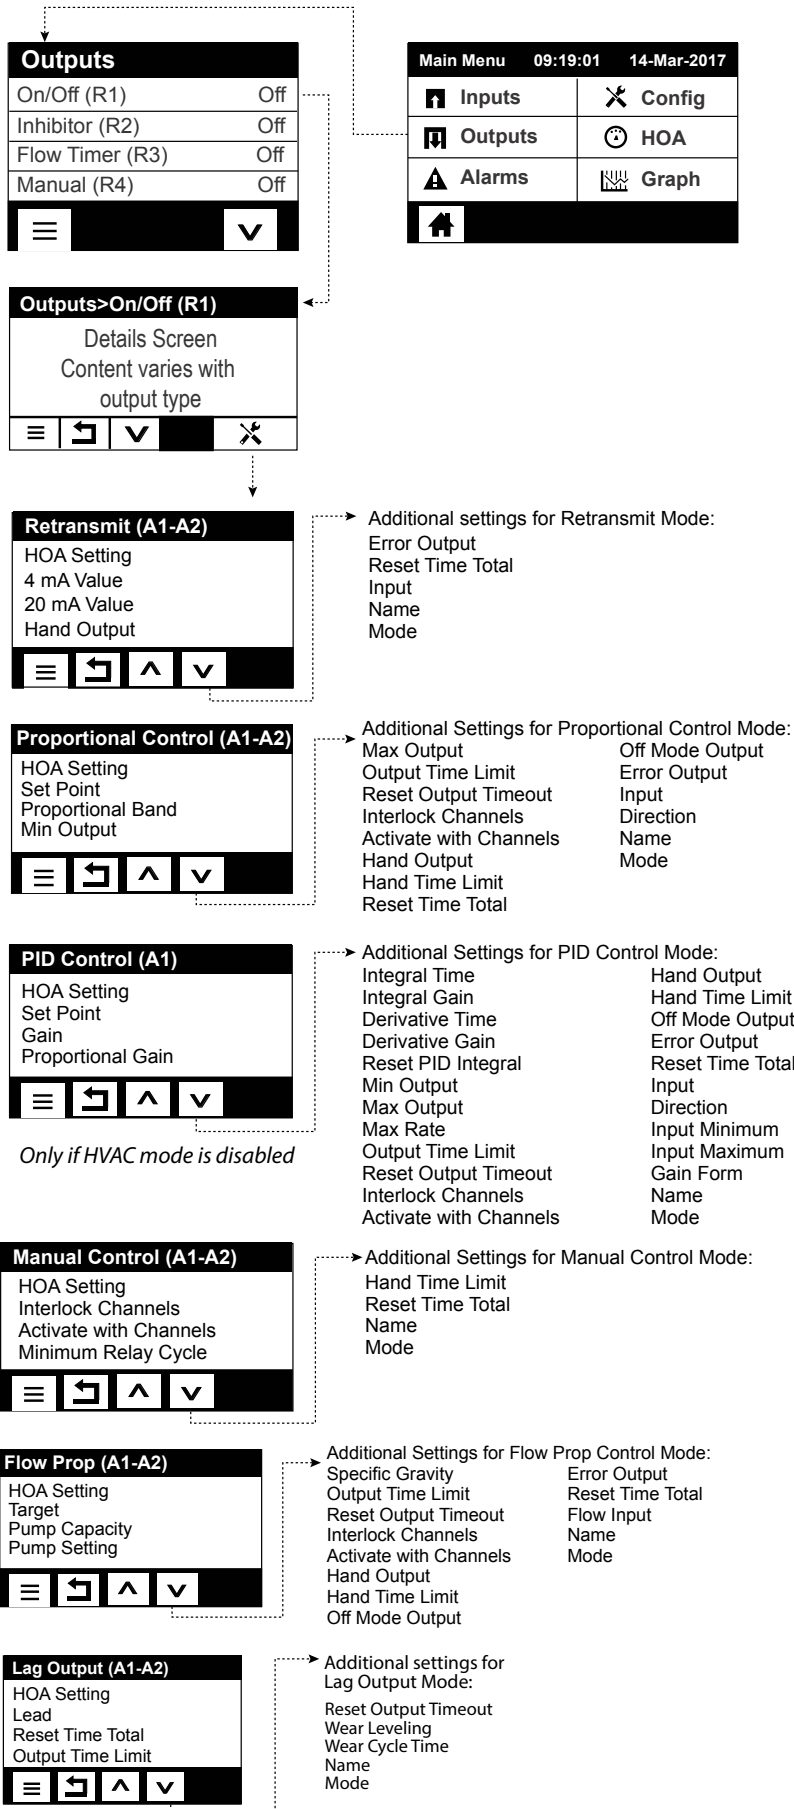 Outputs
On/Off (R1) Off
Inhibitor (R2) Off
Flow Timer (R3) Off
Manual (R4) Off
Main Menu 09:19:01 14-Mar-2017
Inputs Config
Outputs HOA
Alarms Graph
Outputs>On/Off (R1)
Details Screen
Content varies with
output type
Retransmit (A1-A2)
HOA Setting
4 mA Value
20 mA Value
Hand Output
Additional settings for Retransmit Mode:
Error Output
Reset Time Total
Input
Name
Mode
Proportional Control (A1-A2)
HOA Setting
Set Point
Proportional Band
Min Output
Additional Settings for Proportional Control Mode:
Max Output
Output Time Limit
Reset Output Timeout
Interlock Channels
Activate with Channels
Hand Output
Hand Time Limit
Reset Time Total
Off Mode Output
Error Output
Input
Direction
Name
Mode
PID Control (A1)
HOA Setting
Set Point
Gain
Proportional Gain
Only if HVAC mode is disabled
Additional Settings for PID Control Mode:
Integral Time
Integral Gain
Derivative Time
Derivative Gain
Reset PID Integral
Min Output
Max Output
Max Rate
Output Time Limit
Reset Output Timeout
Interlock Channels
Activate with Channels
Hand Output
Hand Time Limit
Off Mode Output
Error Output
Reset Time Total
Input
Direction
Input Minimum
Input Maximum
Gain Form
Name
Mode
Manual Control (A1-A2)
HOA Setting
Interlock Channels
Activate with Channels
Minimum Relay Cycle
Additional Settings for Manual Control Mode:
Hand Time Limit
Reset Time Total
Name
Mode
Flow Prop (A1-A2)
HOA Setting
Target
Pump Capacity
Pump Setting
Additional Settings for Flow Prop Control Mode:
Specific Gravity
Output Time Limit
Reset Output Timeout
Interlock Channels
Activate with Channels
Hand Output
Hand Time Limit
Off Mode Output
Error Output
Reset Time Total
Flow Input
Name
Mode
Lag Output (A1-A2)
HOA Setting
Lead
Reset Time Total
Output Time Limit
Additional settings for
Lag Output Mode:
Reset Output Timeout
Wear Leveling
Wear Cycle Time
Name
Mode